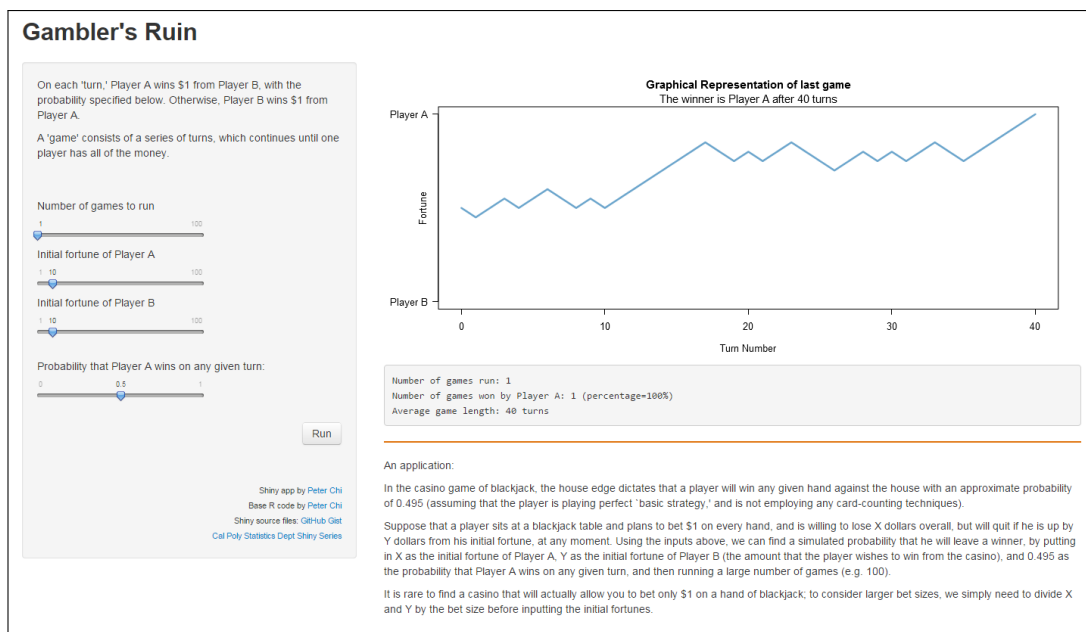 Gambler's Ruin
On each 'turn,' Player A wins $1 from Player B, with the
probability specified below. Otherwise, Player B wins $1 from
Player A.
A 'game' consists of a series of turns, which continues until one
player has all of the money.
Number of games to run
1 100
Initial fortune of Player A
1 10 100
Initial fortune of Player B
1 10 100
Probability that Player A wins on any given turn:
0 0.5 1
Run
Shiny app by Peter Chi
Base R code by Peter Chi
Shiny source files: GitHub Gist
Cal Poly Statistics Dept Shiny Series
Graphical Representation of last game
The winner is Player A after 40 turns
Player A
Fortune
Player B
0 10 20 30 40
Turn Number
Number of games run: 1
Number of games won by Player A: 1 (percentage=100%)
Average game length: 40 turns
An application:
In the casino game of blackjack, the house edge dictates that a player will win any given hand against the house with an approximate probability
of 0.495 (assuming that the player is playing perfect `basic strategy,' and is not employing any card-counting techniques).
Suppose that a player sits at a blackjack table and plans to bet $1 on every hand, and is willing to lose X dollars overall, but will quit if he is up by
Y dollars from his initial fortune, at any moment. Using the inputs above, we can find a simulated probability that he will leave a winner, by putting
in X as the initial fortune of Player A, Y as the initial fortune of Player B (the amount that the player wishes to win from the casino), and 0.495 as
the probability that Player A wins on any given turn, and then running a large number of games (e.g. 100).
It is rare to find a casino that will actually allow you to bet only $1 on a hand of blackjack; to consider larger bet sizes, we simply need to divide X
and Y by the bet size before inputting the initial fortunes.